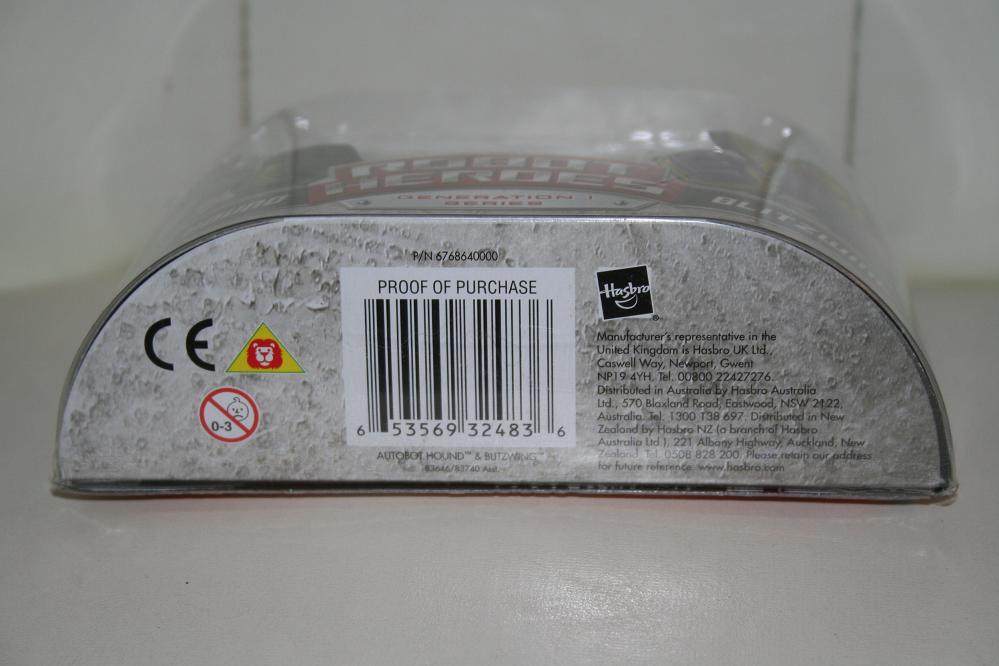 ROBOT
HEROES
GENERATION 1
SERIES
P/N 6768640000
PROOF OF PURCHASE
6 53569 32483 6
AUTOBOT HOUND™ & BLITZWING™
83646/83740 Asst.
CE
0-3
Hasbro
®
Manufacturer's representative in the
United Kingdom is Hasbro UK Ltd.,
Caswell Way, Newport, Gwent
NP19 4YH. Tel. 00800 22427276.
Distributed in Australia by Hasbro Australia
Ltd., 570 Blaxland Road, Eastwood, NSW 2122,
Australia. Tel. 1300 138 697. Distributed in New
Zealand by Hasbro NZ (a branch of Hasbro
Australia Ltd.), 221 Albany Highway, Auckland, New
Zealand. Tel. 0508 828 200. Please retain our address
for future reference. www.hasbro.com